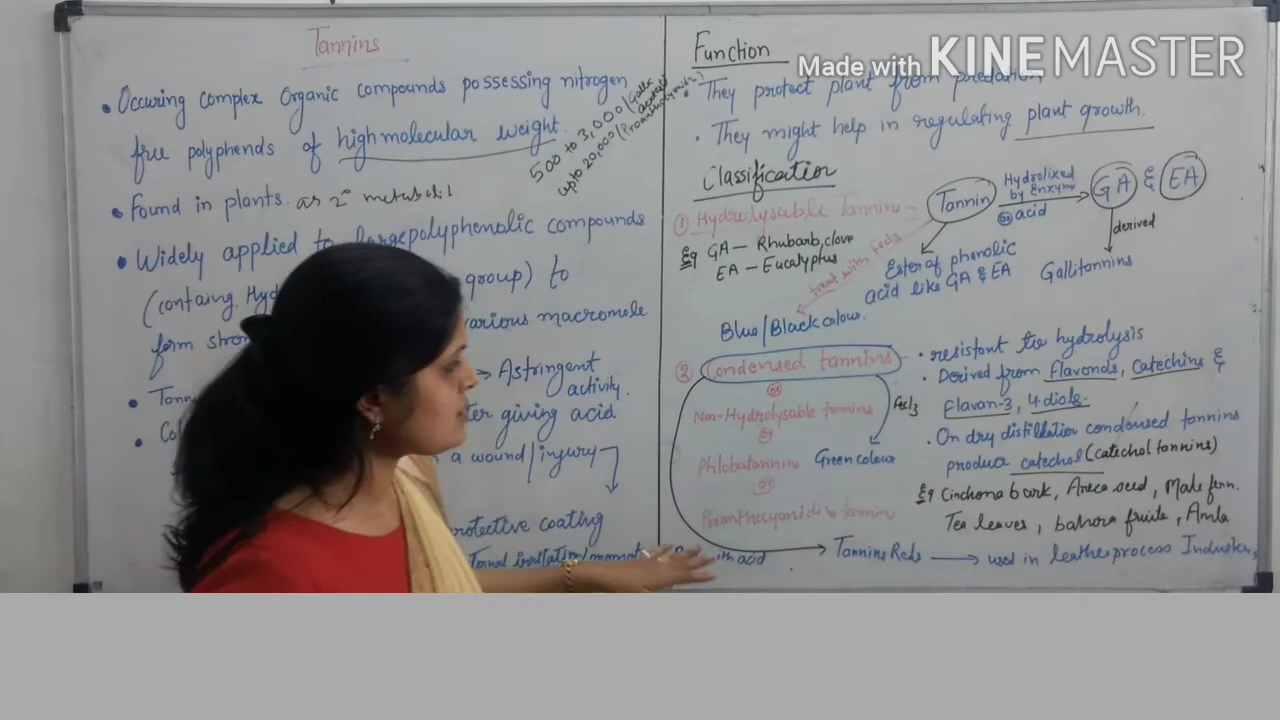 Tannins
• Occuring complex organic compounds possessing nitrogen
free polyphends of high molecular weight.
500 to 3,000 (Gallic
upto 20,000 (Proanthocyanidin)
• Found in plants. as 2°
• Widely applied to large polyphenolic compounds
(containg Hyd group) to
form stron various macromole
• Tann → Astringent
activity.
• Co ter giving acid
n a wound/injury
protective coating
Function
Made with KINEMASTER
• They protect plant from predation,
• They might help in regulating plant growth.
Classification
① Hydrolysable Tannins -
Eg GA - Rhubarb, clove
EA - Eucalyptus
Tannin Hydrolized by Enzyme or acid → GA & EA
derived
Gallitannins
Ester of phenolic
acid like GA & EA
treat with Fecl3
Blue/Black colour.
② Condensed tannins
or
Non-Hydrolysable tannins
or
Phlobatannins
or
Fecl3
Green colour
• resistant to hydrolysis
• Derived from Flavonols, Catechins &
Flavan-3, 4-diols.
• On dry distillation condensed tannins
produce catechol (catechol tannins)
Eg Cinchona bark, Areca seed, Male fern.
Tea leaves, bahera fruits, Amla
with acid → Tannins Reds → used in leather process Industry